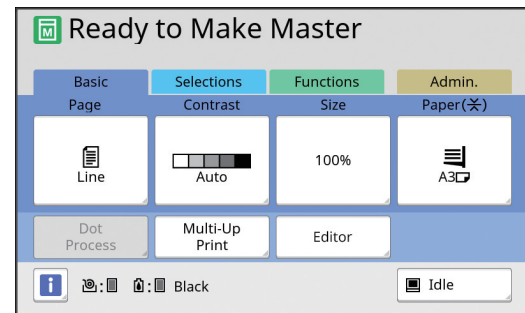 M Ready to Make Master
Basic Selections Functions Admin.
Page Contrast Size Paper(⚹)
Line Auto 100% A3
Dot Process Multi-Up Print Editor
i : : Black Idle